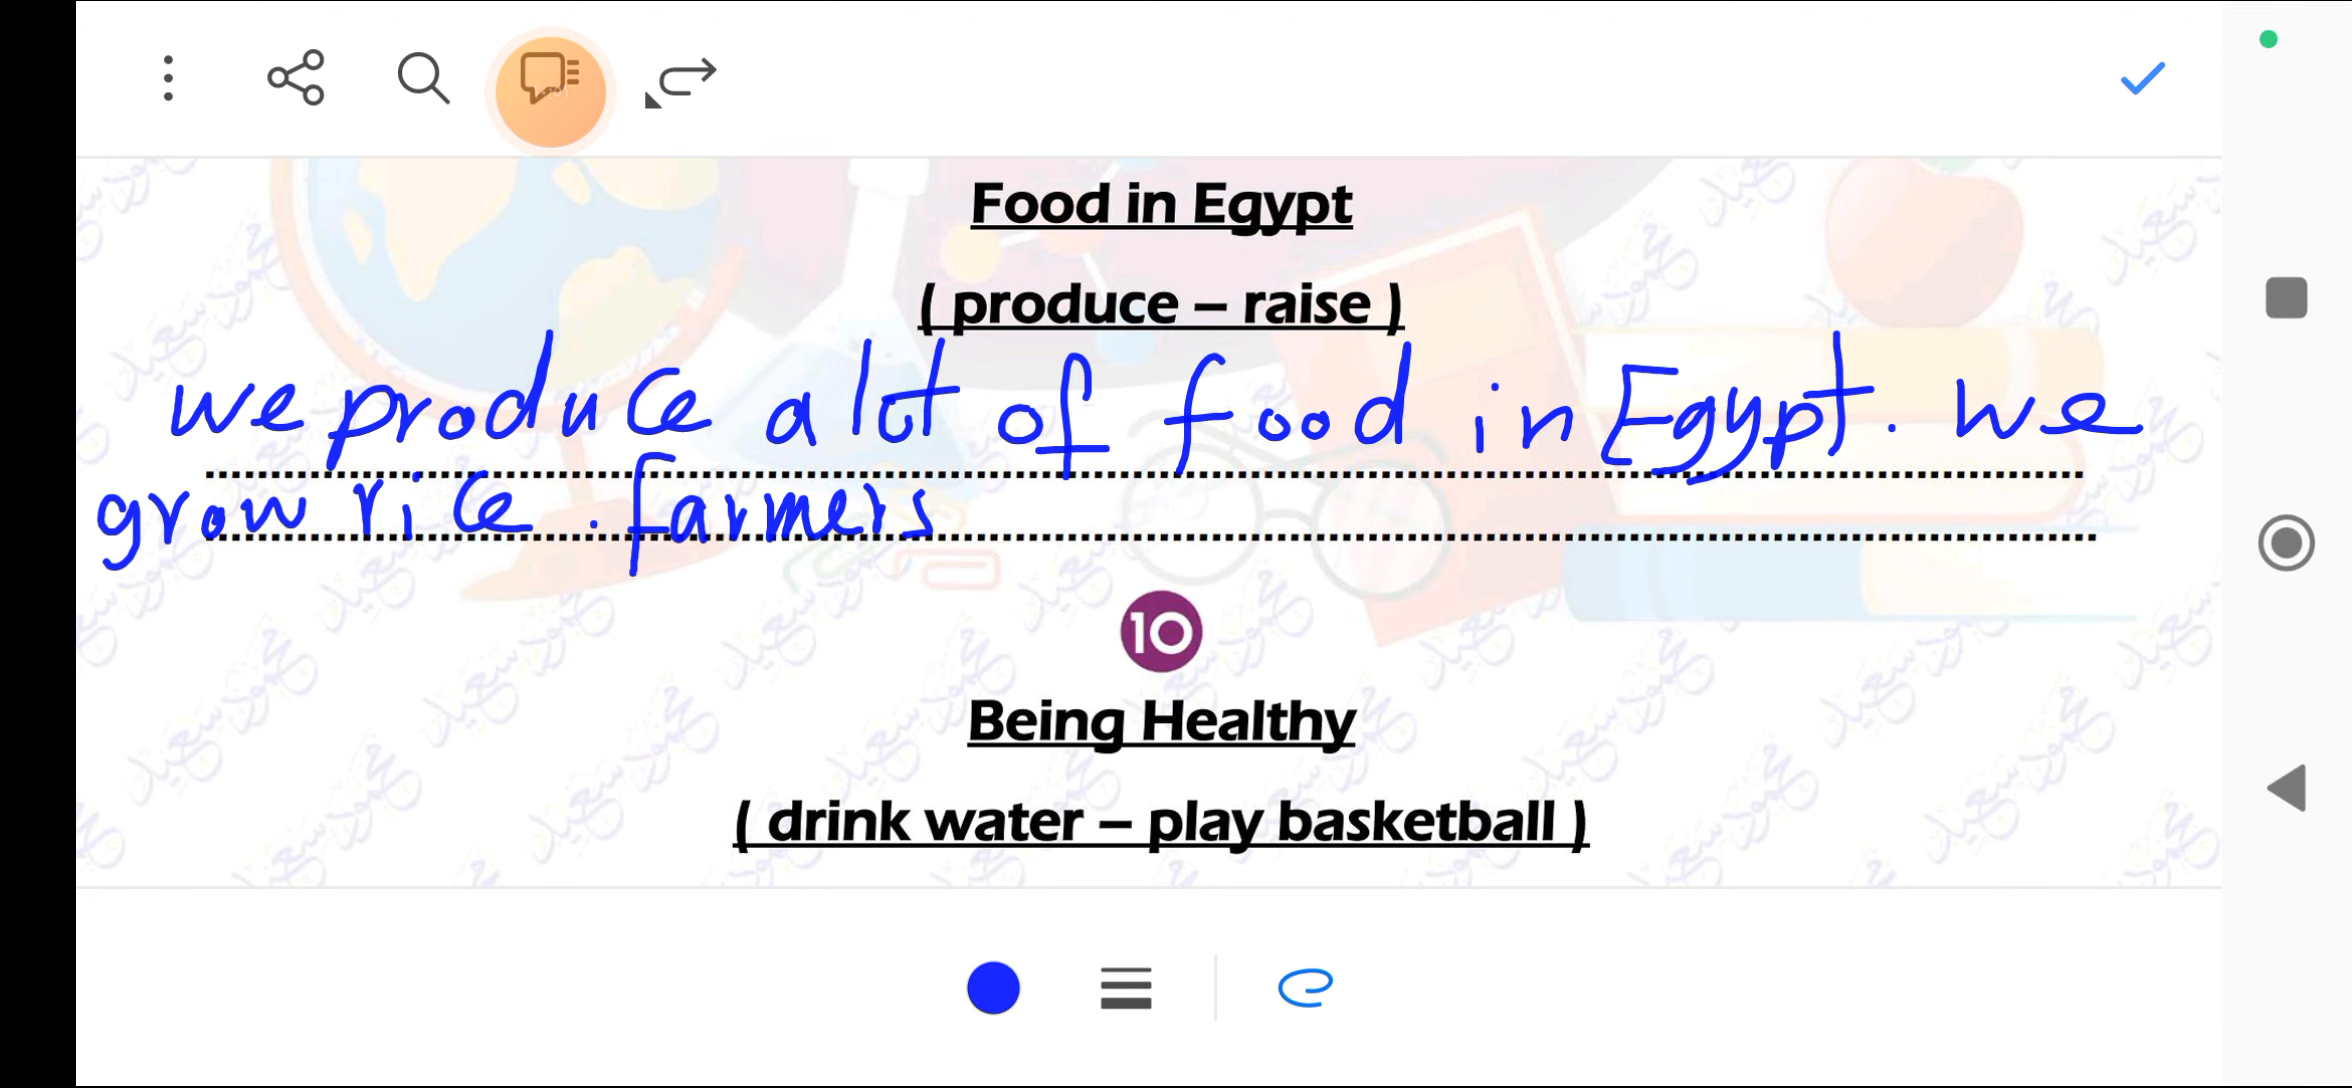 Food in Egypt
( produce – raise )
we produce a lot of food in Egypt. we
grow rice. farmers
10
Being Healthy
( drink water – play basketball )